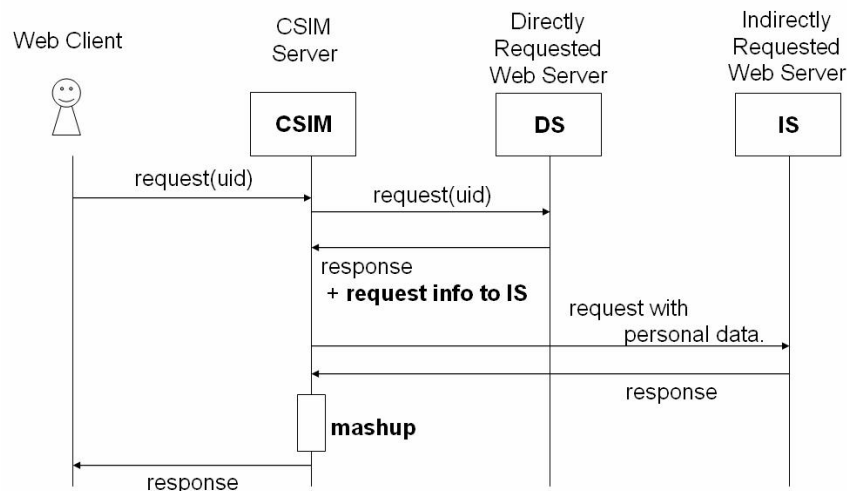 Web Client
CSIM
Server
Directly
Requested
Web Server
Indirectly
Requested
Web Server
CSIM
DS
IS
request(uid)
request(uid)
response
+ request info to IS
request with
personal data.
response
mashup
response